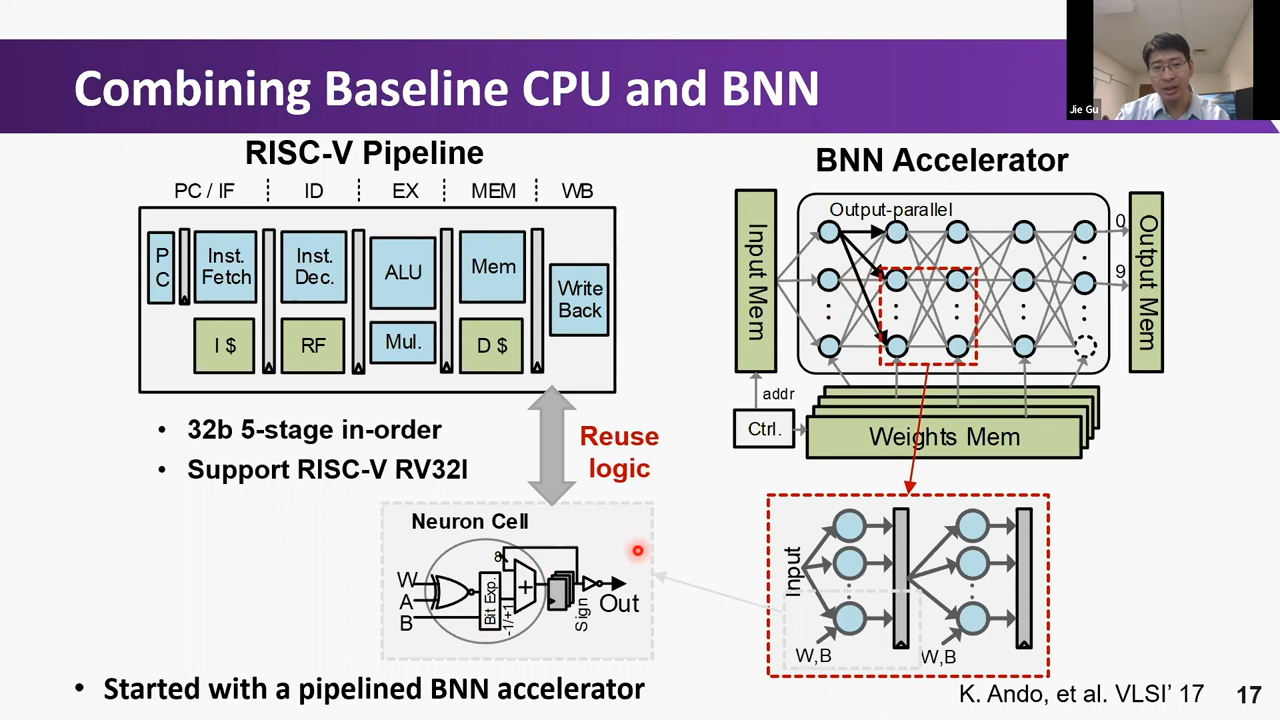 Combining Baseline CPU and BNN
Jie Gu
RISC-V Pipeline
PC / IF ID EX MEM WB
PC
Inst. Fetch
Inst. Dec.
ALU
Mem
Write Back
I $
RF
Mul.
D $
• 32b 5-stage in-order
• Support RISC-V RV32I
Reuse logic
BNN Accelerator
Input Mem
Output-parallel
0
9
Output Mem
addr
Ctrl.
Weights Mem
Neuron Cell
W
A
B
Bit Exp.
-1/+1
8
+
Sign
Out
Input
W,B
W,B
• Started with a pipelined BNN accelerator
K. Ando, et al. VLSI’ 17
17